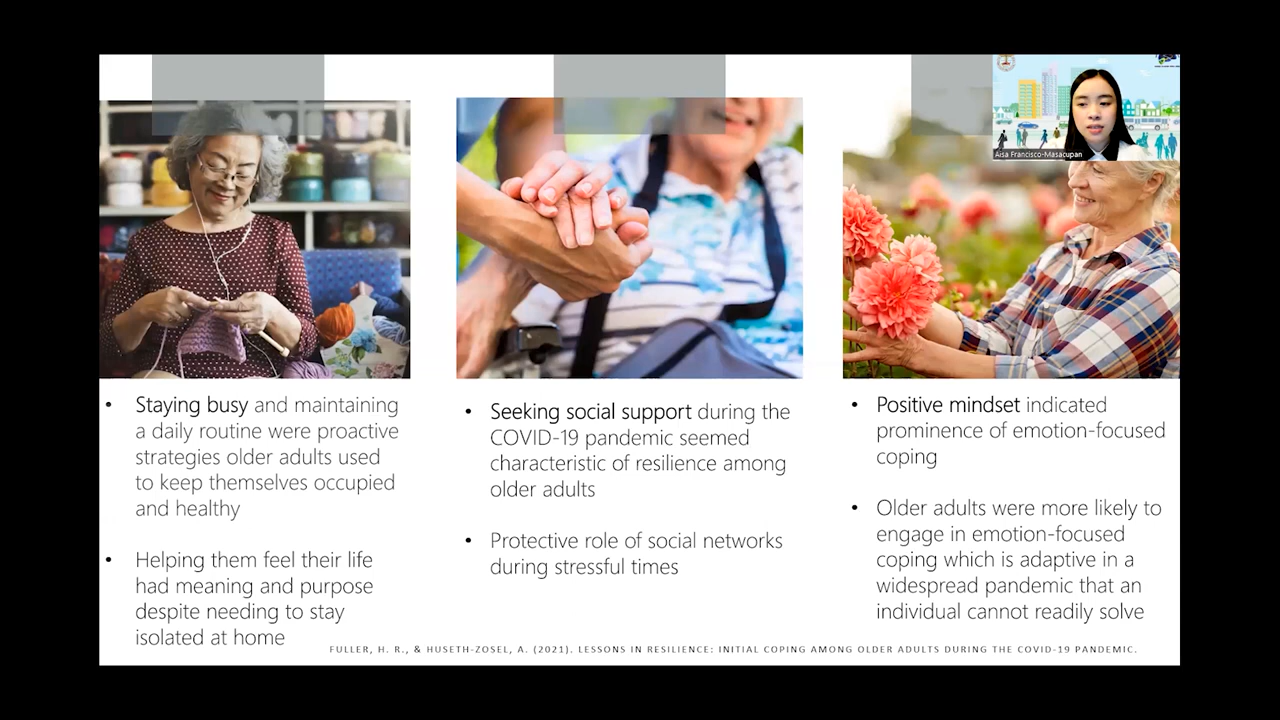 Aisa Francisco-Masacupan
• Staying busy and maintaining
a daily routine were proactive
strategies older adults used
to keep themselves occupied
and healthy
• Helping them feel their life
had meaning and purpose
despite needing to stay
isolated at home
• Seeking social support during the
COVID-19 pandemic seemed
characteristic of resilience among
older adults
• Protective role of social networks
during stressful times
• Positive mindset indicated
prominence of emotion-focused
coping
• Older adults were more likely to
engage in emotion-focused
coping which is adaptive in a
widespread pandemic that an
individual cannot readily solve
FULLER, H. R., & HUSETH-ZOSEL, A. (2021). LESSONS IN RESILIENCE: INITIAL COPING AMONG OLDER ADULTS DURING THE COVID-19 PANDEMIC.